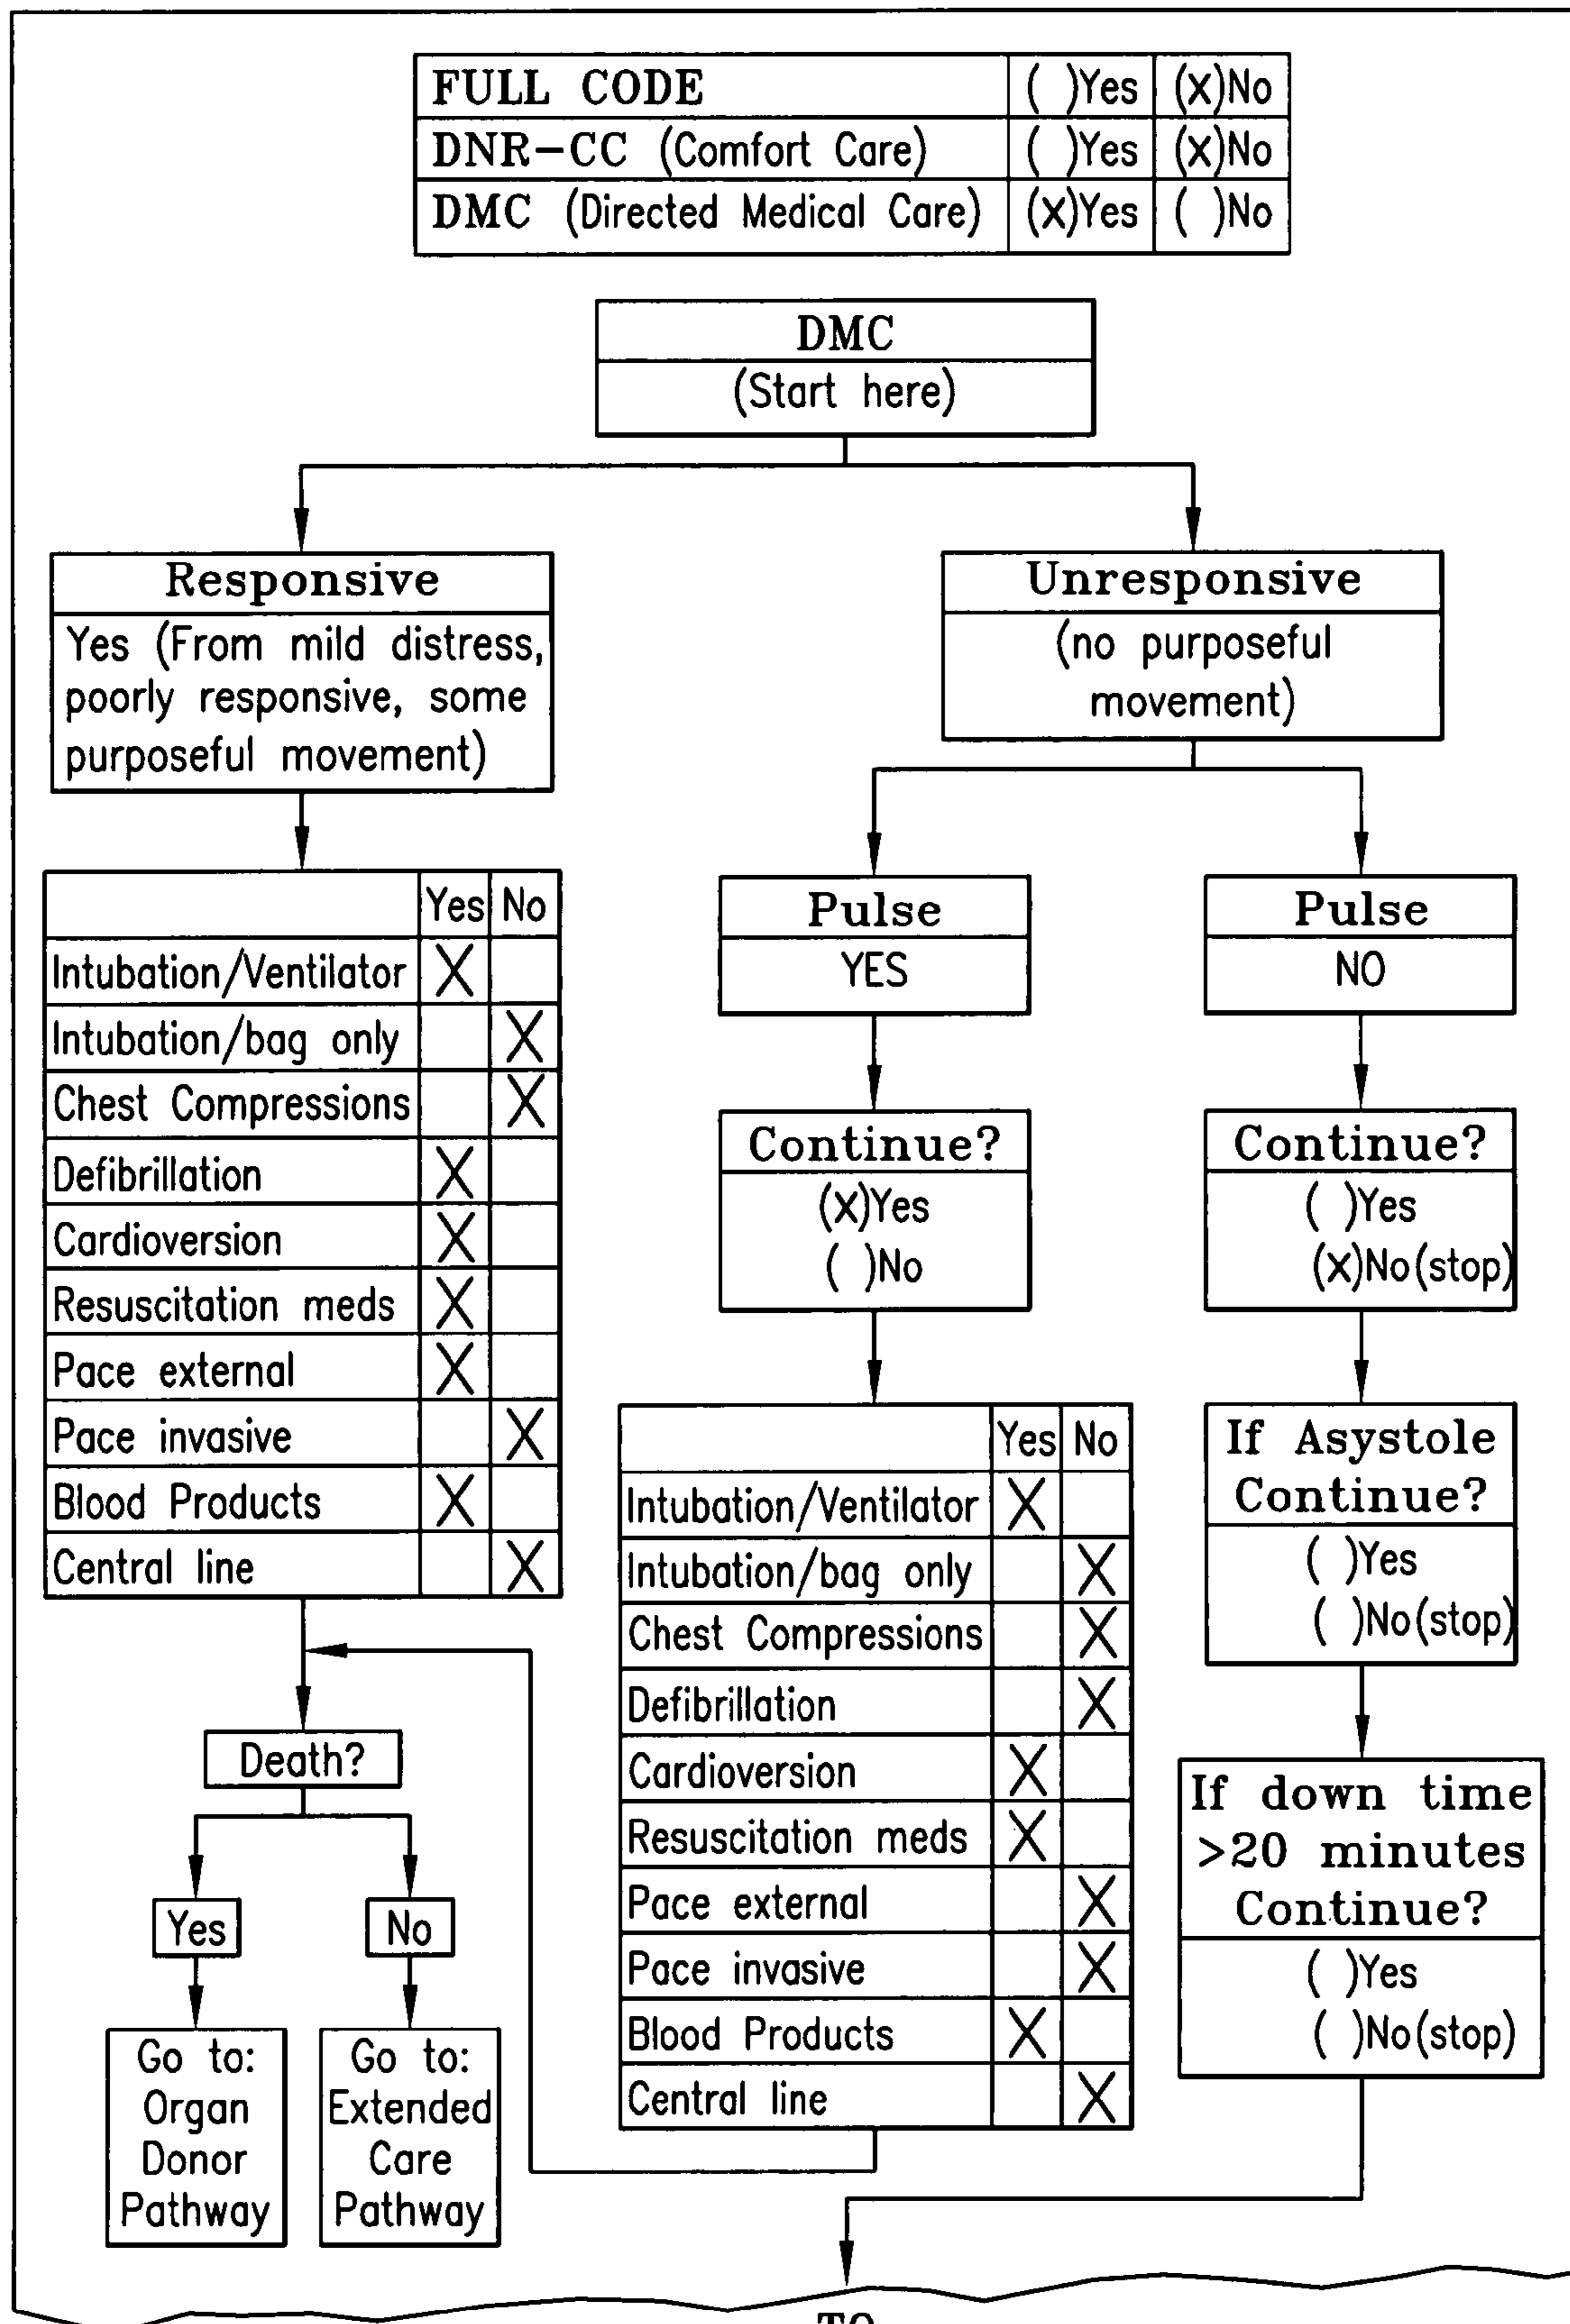 FULL CODE ( )Yes (x)No
DNR-CC (Comfort Care) ( )Yes (x)No
DMC (Directed Medical Care) (x)Yes ( )No
DMC
(Start here)
Responsive
Yes (From mild distress,
poorly responsive, some
purposeful movement)
Unresponsive
(no purposeful
movement)
Yes No
Intubation/Ventilator X
Intubation/bag only X
Chest Compressions X
Defibrillation X
Cardioversion X
Resuscitation meds X
Pace external X
Pace invasive X
Blood Products X
Central line X
Pulse
YES
Continue?
(x)Yes
( )No
Pulse
NO
Continue?
( )Yes
(x)No(stop)
If Asystole
Continue?
( )Yes
( )No(stop)
If down time
>20 minutes
Continue?
( )Yes
( )No(stop)
Yes No
Intubation/Ventilator X
Intubation/bag only X
Chest Compressions X
Defibrillation X
Cardioversion X
Resuscitation meds X
Pace external X
Pace invasive X
Blood Products X
Central line X
Death?
Yes
No
Go to:
Organ
Donor
Pathway
Go to:
Extended
Care
Pathway
TO